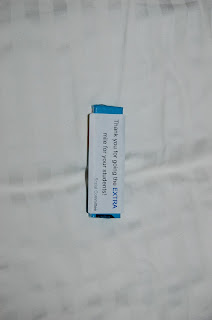 Thank you for going the EXTRA
mile for your students!